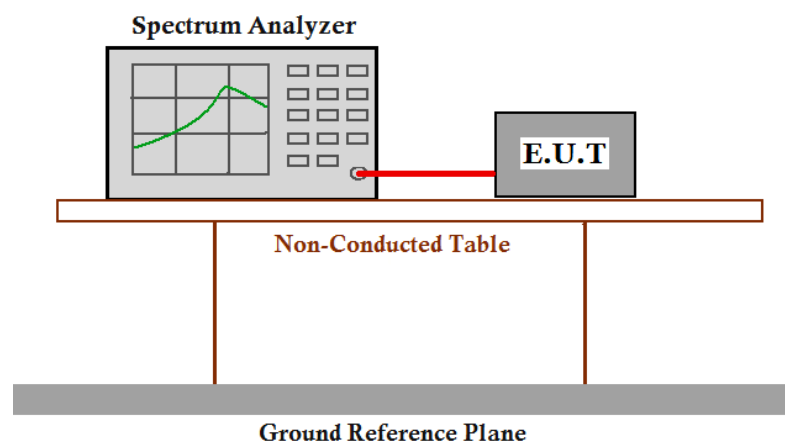 Spectrum Analyzer
E.U.T
Non-Conducted Table
Ground Reference Plane